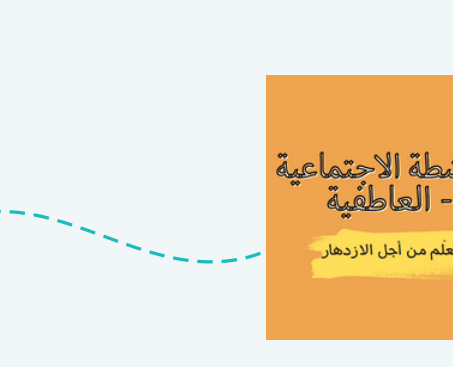 الاجتماعية
- العاطفية
من أجل الازدهار